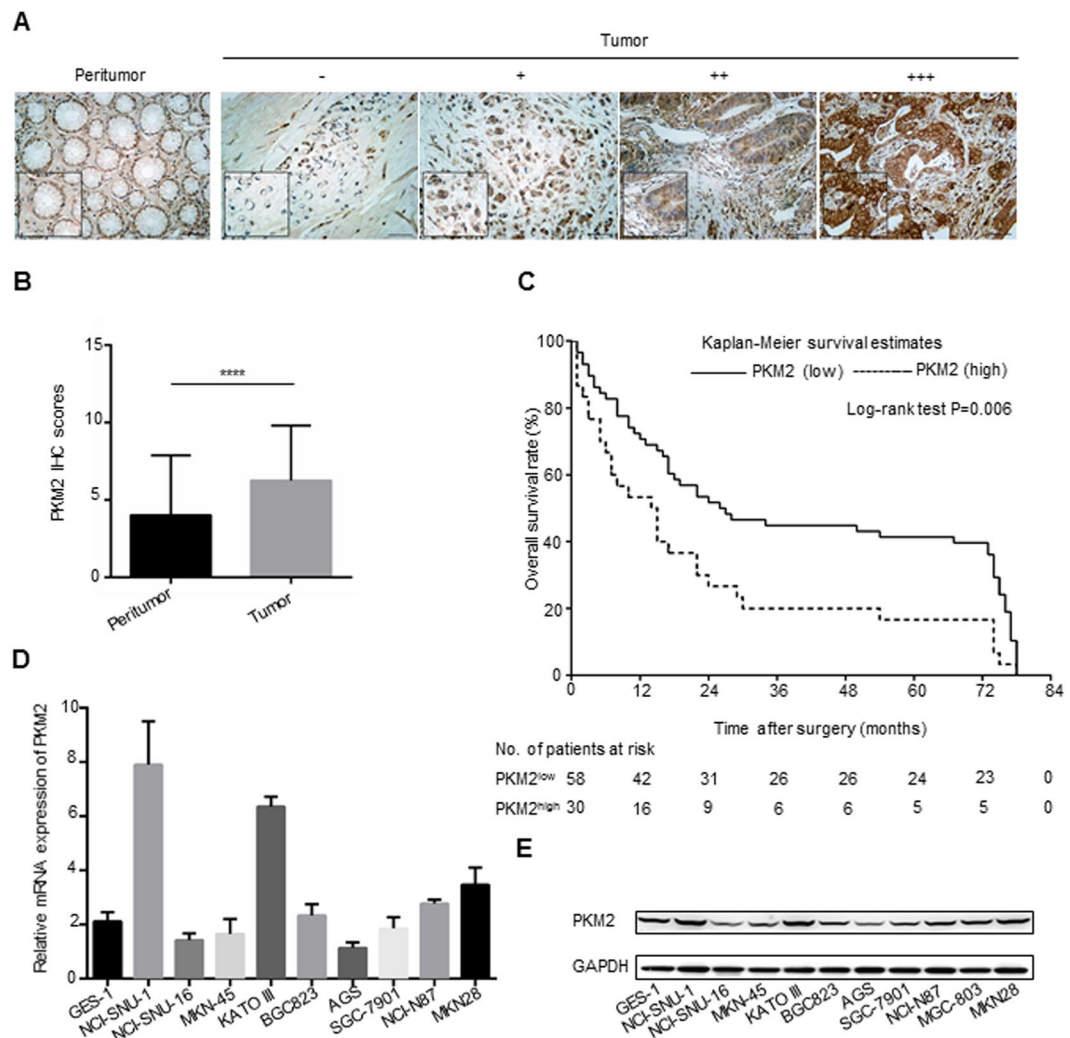 A
Tumor
Peritumor - + ++ +++
B
15
10
5
0
PKM2 IHC scores
****
Peritumor
Tumor
C
100
80
60
40
20
0
Overall survival rate (%)
Kaplan-Meier survival estimates
PKM2 (low) PKM2 (high)
Log-rank test P=0.006
0 12 24 36 48 60 72 84
Time after surgery (months)
No. of patients at risk
PKM2low 58 42 31 26 26 24 23 0
PKM2high 30 16 9 6 6 5 5 0
D
10
8
6
4
2
0
Relative mRNA expression of PKM2
GES-1
NCI-SNU-1
NCI-SNU-16
MKN-45
KATO III
BGC823
AGS
SGC-7901
NCI-N87
MKN28
E
PKM2
GAPDH
GES-1
NCI-SNU-1
NCI-SNU-16
MKN-45
KATO III
BGC823
AGS
SGC-7901
NCI-N87
MGC-803
MKN28